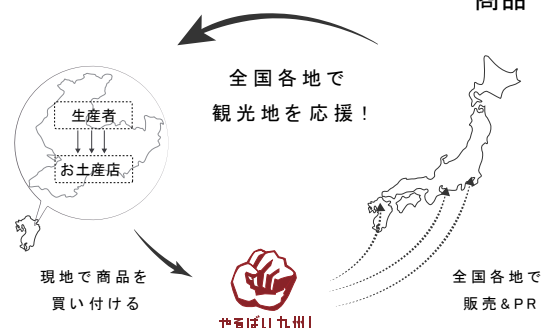 商品
全国各地で
観光地を応援!
生産者
お土産店
現地で商品を
買い付ける
やるばい九州!
全国各地で
販売&PR